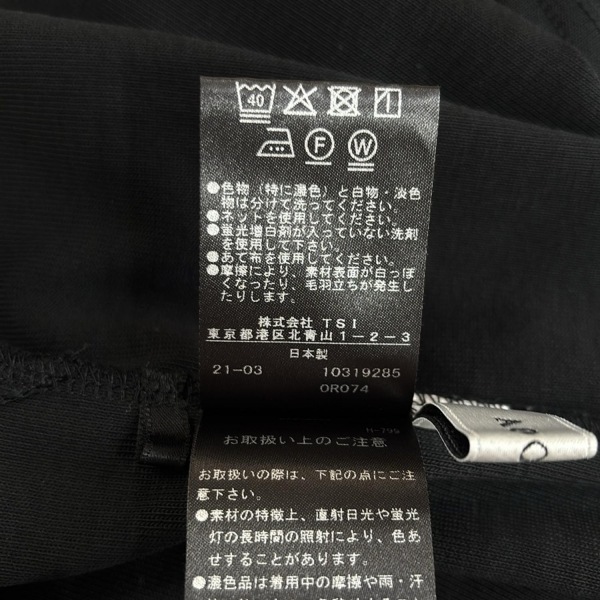 40
F W
●色物(特に濃色)と白物・淡色
物は分けて洗ってください。
●ネットを使用してください。
●蛍光増白剤が入っていない洗剤
を使用して下さい。
●あて布を使用してください。
●摩擦により、素材表面が白っぽ
くなったり、毛羽立ちが発生し
たりします。
株式会社 TSI
東京都港区北青山1-2-3
日本製
21-03 10319285
0R074
H-799
お取扱い上のご注意
お取扱いの際は、下記の点にご注
意下さい。
●素材の特徴上、直射日光や蛍光
灯の長時間の照射により、色あ
せすることがあります。
●濃色品は着用中の摩擦や雨・汗